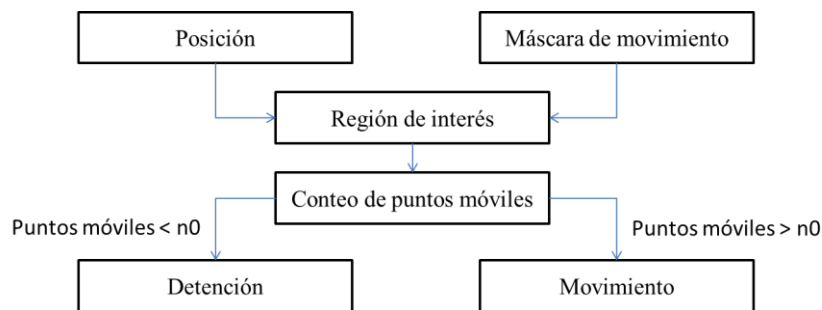 Posición
Máscara de movimiento
Región de interés
Conteo de puntos móviles
Puntos móviles < n0
Puntos móviles > n0
Detención
Movimiento